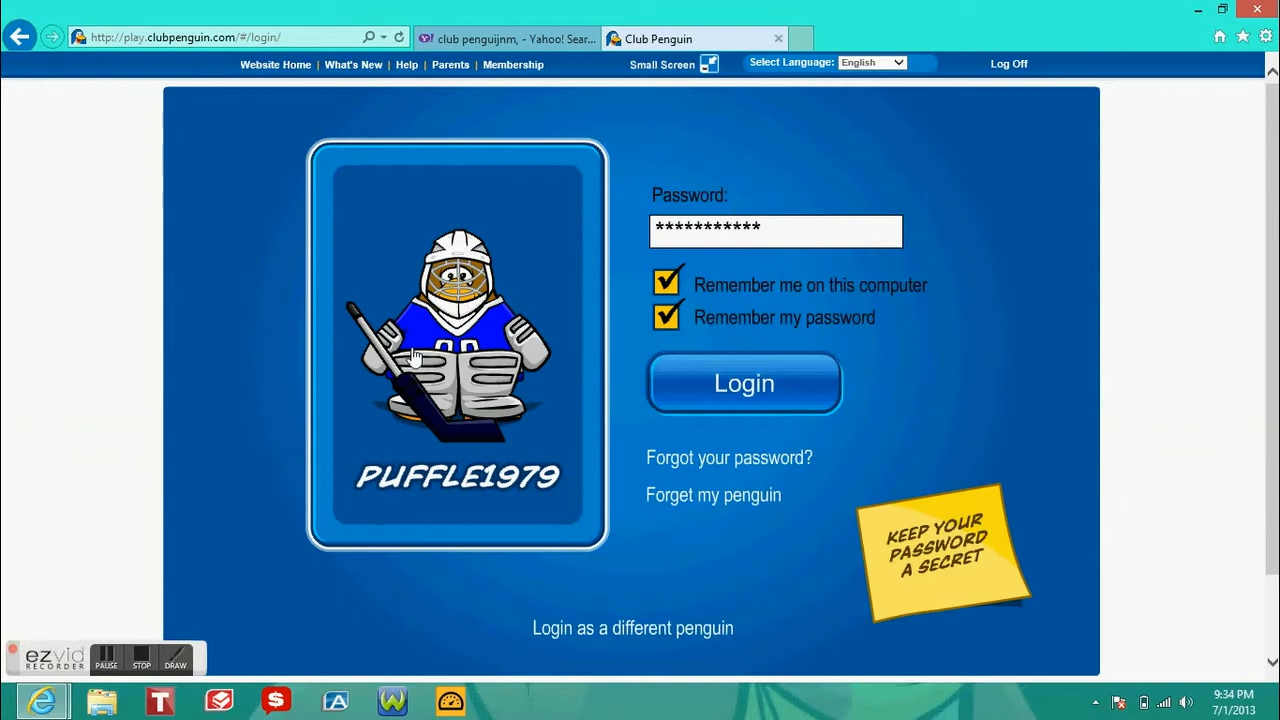 http://play.clubpenguin.com/#/login/
club penguijnm, - Yahoo! Sear...
Club Penguin
Website Home | What's New | Help | Parents | Membership
Small Screen
Select Language: English
Log Off
Password:
***********
Remember me on this computer
Remember my password
Login
PUFFLE1979
Forgot your password?
Forget my penguin
KEEP YOUR
PASSWORD
A SECRET
Login as a different penguin
ezvid
RECORDER
PAUSE
STOP
DRAW
9:34 PM
7/1/2013